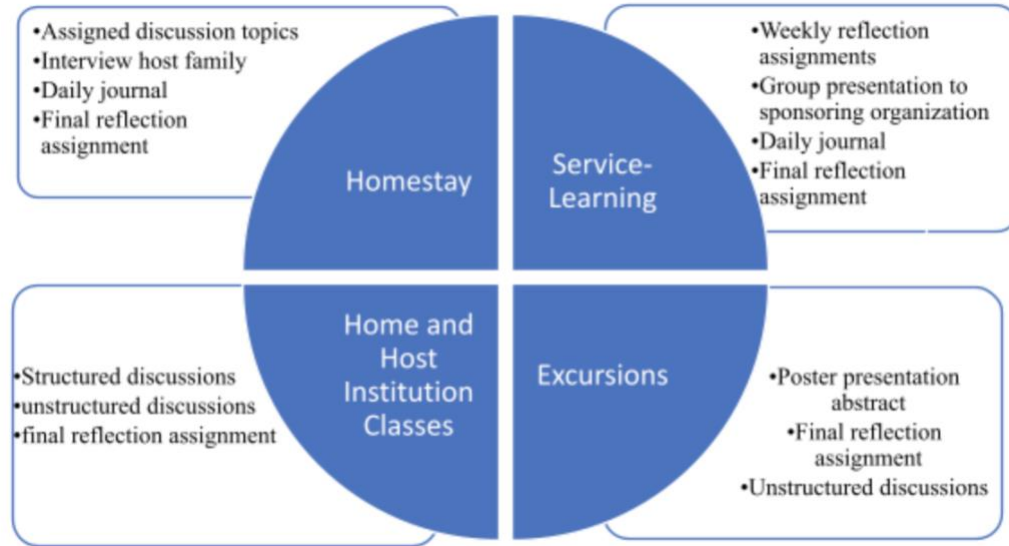 •Assigned discussion topics
•Interview host family
•Daily journal
•Final reflection
assignment
Homestay
•Weekly reflection
assignments
•Group presentation to
sponsoring organization
•Daily journal
•Final reflection
assignment
Service-
Learning
•Structured discussions
•unstructured discussions
•final reflection assignment
Home and
Host
Institution
Classes
Excursions
•Poster presentation
abstract
•Final reflection
assignment
•Unstructured discussions